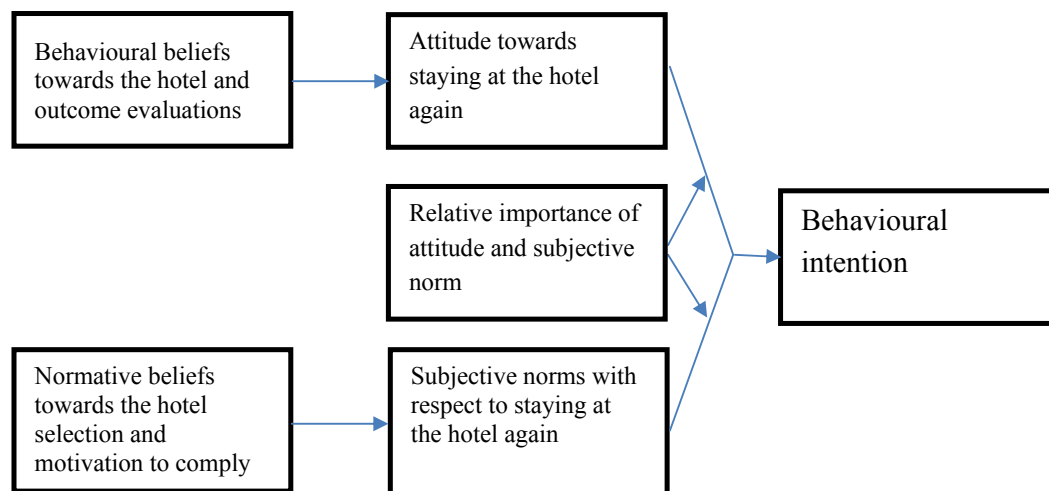 Behavioural beliefs
towards the hotel and
outcome evaluations
Attitude towards
staying at the hotel
again
Relative importance of
attitude and subjective
norm
Behavioural
intention
Normative beliefs
towards the hotel
selection and
motivation to comply
Subjective norms with
respect to staying at
the hotel again